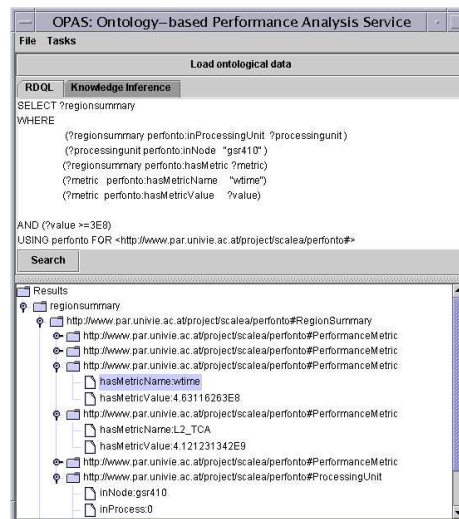 OPAS: Ontology-based Performance Analysis Service
File Tasks
Load ontological data
RDQL Knowledge Inference
SELECT ?regionsummary
WHERE
(?regionsummary perfonto:inProcessingUnit ?processingunit)
(?processingunit perfonto:inNode "gsr410")
(?regionsummary perfonto:hasMetric ?metric)
(?metric perfonto:hasMetricName "wtime")
(?metric perfonto:hasMetricValue ?value)
AND (?value >=3E8)
USING perfonto FOR <http://www.par.univie.ac.at/project/scalea/perfonto#>
Search
Results
regionsummary
http://www.par.univie.ac.at/project/scalea/perfonto#RegionSummary
http://www.par.univie.ac.at/project/scalea/perfonto#PerformanceMetric
http://www.par.univie.ac.at/project/scalea/perfonto#PerformanceMetric
http://www.par.univie.ac.at/project/scalea/perfonto#PerformanceMetric
hasMetricName:wtime
hasMetricValue:4.63116263E8
http://www.par.univie.ac.at/project/scalea/perfonto#PerformanceMetric
hasMetricName:L2_TCA
hasMetricValue:4.121231342E9
http://www.par.univie.ac.at/project/scalea/perfonto#PerformanceMetric
http://www.par.univie.ac.at/project/scalea/perfonto#ProcessingUnit
inNode:gsr410
inProcess:0